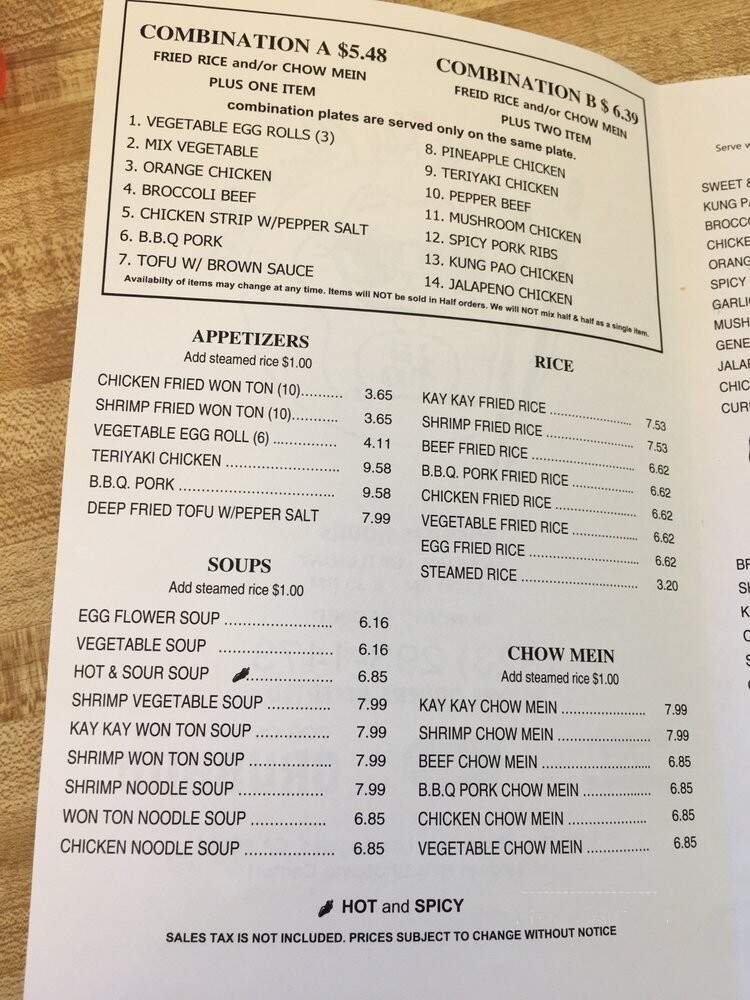 COMBINATION A $5.48
FRIED RICE and/or CHOW MEIN
PLUS ONE ITEM
COMBINATION B $ 6.39
FREID RICE and/or CHOW MEIN
PLUS TWO ITEM
combination plates are served only on the same plate.
1. VEGETABLE EGG ROLLS (3)
2. MIX VEGETABLE
3. ORANGE CHICKEN
4. BROCCOLI BEEF
5. CHICKEN STRIP W/PEPPER SALT
6. B.B.Q PORK
7. TOFU W/ BROWN SAUCE
8. PINEAPPLE CHICKEN
9. TERIYAKI CHICKEN
10. PEPPER BEEF
11. MUSHROOM CHICKEN
12. SPICY PORK RIBS
13. KUNG PAO CHICKEN
14. JALAPENO CHICKEN
Availabilty of items may change at any time. Items will NOT be sold in Half orders. We will NOT mix half & half as a single item.
APPETIZERS
Add steamed rice $1.00
CHICKEN FRIED WON TON (10).......... 3.65
SHRIMP FRIED WON TON (10).......... 3.65
VEGETABLE EGG ROLL (6) ............... 4.11
TERIYAKI CHICKEN ........................... 9.58
B.B.Q. PORK ..................................... 9.58
DEEP FRIED TOFU W/PEPER SALT 7.99
SOUPS
Add steamed rice $1.00
EGG FLOWER SOUP ......................... 6.16
VEGETABLE SOUP ........................... 6.16
HOT & SOUR SOUP ..................... 6.85
SHRIMP VEGETABLE SOUP ............... 7.99
KAY KAY WON TON SOUP ................. 7.99
SHRIMP WON TON SOUP ................... 7.99
SHRIMP NOODLE SOUP .................... 7.99
WON TON NOODLE SOUP ................. 6.85
CHICKEN NOODLE SOUP .................... 6.85
RICE
KAY KAY FRIED RICE ..................... 7.53
SHRIMP FRIED RICE ....................... 7.53
BEEF FRIED RICE ........................... 6.62
B.B.Q. PORK FRIED RICE ................ 6.62
CHICKEN FRIED RICE ..................... 6.62
VEGETABLE FRIED RICE ................. 6.62
EGG FRIED RICE ............................ 6.62
STEAMED RICE ............................... 3.20
CHOW MEIN
Add steamed rice $1.00
KAY KAY CHOW MEIN ...................... 7.99
SHRIMP CHOW MEIN ........................ 7.99
BEEF CHOW MEIN ............................ 6.85
B.B.Q PORK CHOW MEIN .................. 6.85
CHICKEN CHOW MEIN ..................... 6.85
VEGETABLE CHOW MEIN ................ 6.85
HOT and SPICY
SALES TAX IS NOT INCLUDED. PRICES SUBJECT TO CHANGE WITHOUT NOTICE
Serve
SWEET &
KUNG